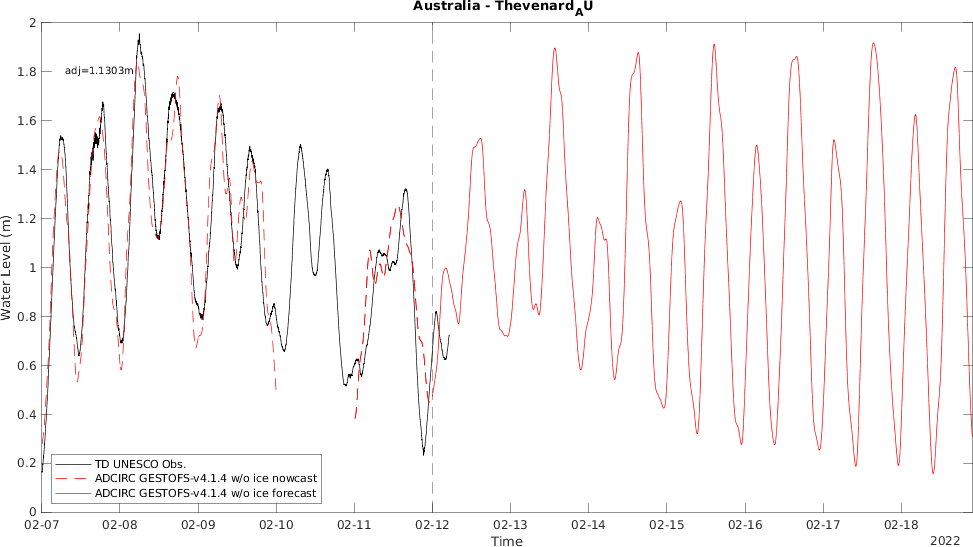 Australia - Thevenard_AU
adj=1.1303m
Water Level (m)
2
1.8
1.6
1.4
1.2
1
0.8
0.6
0.4
0.2
0
TD UNESCO Obs.
ADCIRC GESTOFS-v4.1.4 w/o ice nowcast
ADCIRC GESTOFS-v4.1.4 w/o ice forecast
02-07 02-08 02-09 02-10 02-11 02-12 02-13 02-14 02-15 02-16 02-17 02-18
Time
2022